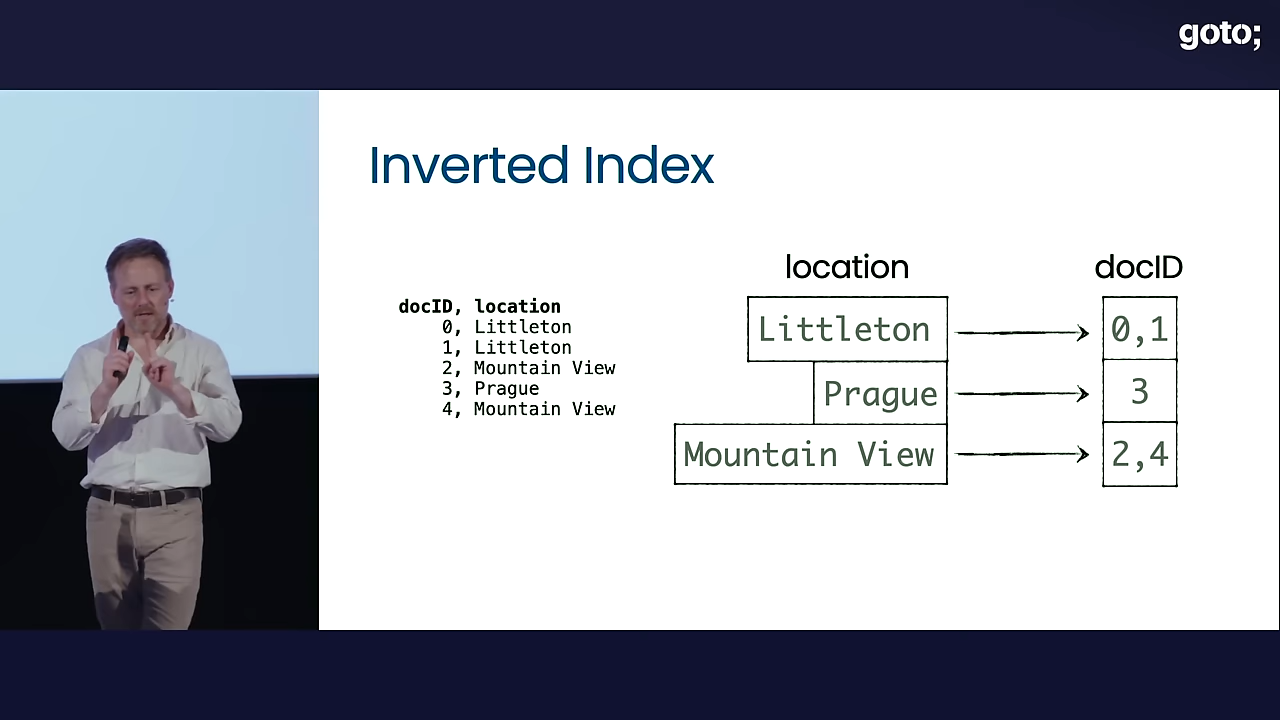 goto;
Inverted Index
docID, location
0, Littleton
1, Littleton
2, Mountain View
3, Prague
4, Mountain View
location docID
Littleton 0,1
Prague 3
Mountain View 2,4